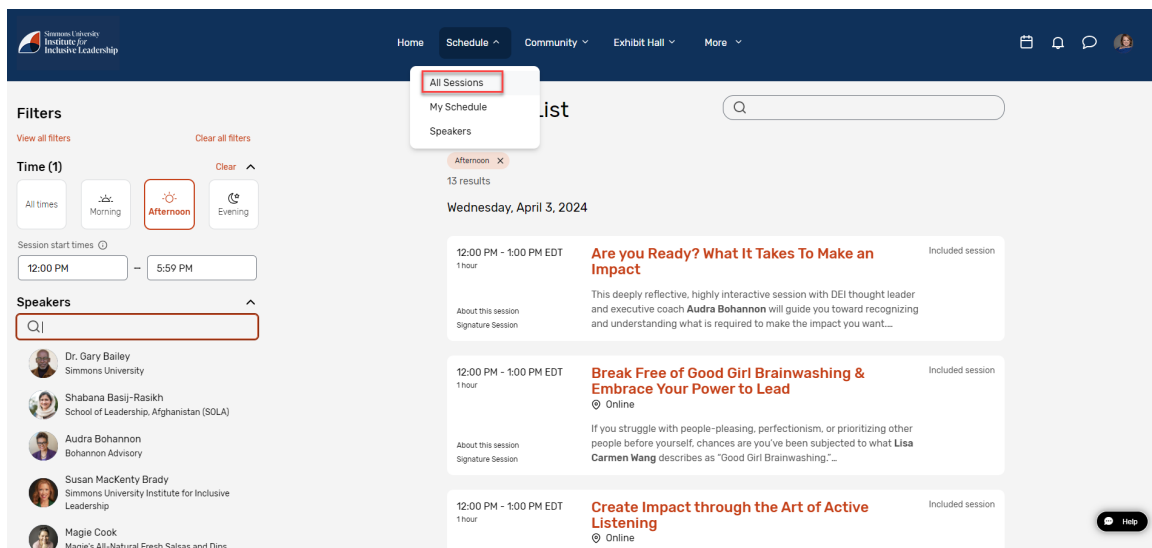 Simmons University
Institute for
Inclusive Leadership
Home
Schedule
Community
Exhibit Hall
More
All Sessions
My Schedule
Speakers
List
Filters
View all filters
Clear all filters
Time (1)
Clear
All times
Morning
Afternoon
Evening
Session start times
12:00 PM
–
5:59 PM
Speakers
Dr. Gary Bailey
Simmons University
Shabana Basij-Rasikh
School of Leadership, Afghanistan (SOLA)
Audra Bohannon
Bohannon Advisory
Susan MacKenty Brady
Simmons University Institute for Inclusive
Leadership
Magie Cook
Magie's All-Natural Fresh Salsas and Dips
Afternoon X
13 results
Wednesday, April 3, 2024
12:00 PM - 1:00 PM EDT
1 hour
About this session
Signature Session
Are you Ready? What It Takes To Make an
Impact
Included session
This deeply reflective, highly interactive session with DEI thought leader
and executive coach Audra Bohannon will guide you toward recognizing
and understanding what is required to make the impact you want....
12:00 PM - 1:00 PM EDT
1 hour
About this session
Signature Session
Break Free of Good Girl Brainwashing &
Embrace Your Power to Lead
Online
Included session
If you struggle with people-pleasing, perfectionism, or prioritizing other
people before yourself, chances are you've been subjected to what Lisa
Carmen Wang describes as "Good Girl Brainwashing."...
12:00 PM - 1:00 PM EDT
1 hour
Create Impact through the Art of Active
Listening
Online
Included session
Help